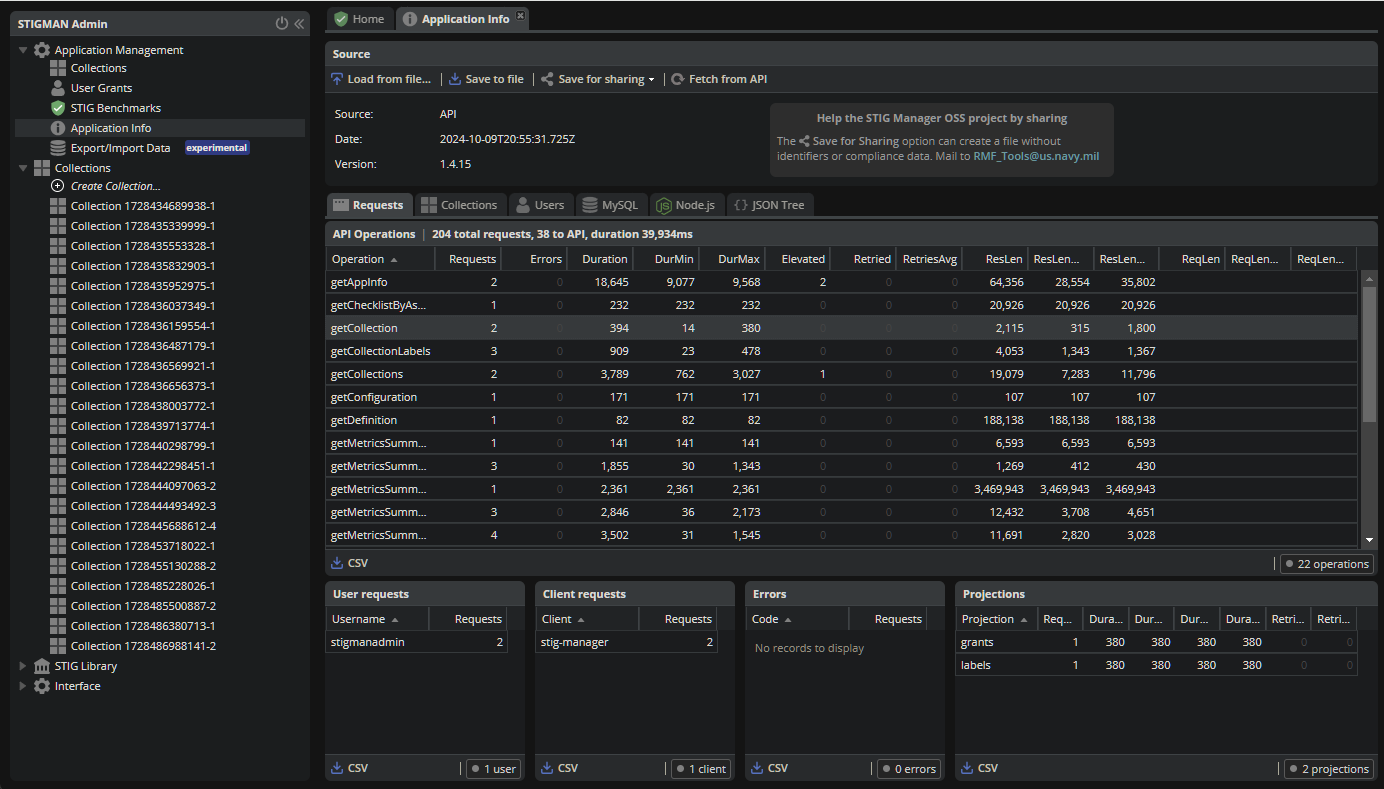 STIGMAN Admin
Application Management
Collections
User Grants
STIG Benchmarks
Application Info
Export/Import Data experimental
Collections
Create Collection...
Collection 1728434689938-1
Collection 1728435339999-1
Collection 1728435553328-1
Collection 1728435832903-1
Collection 1728435952975-1
Collection 1728436037349-1
Collection 1728436159554-1
Collection 1728436487179-1
Collection 1728436569921-1
Collection 1728436656373-1
Collection 1728438003772-1
Collection 1728439713774-1
Collection 1728440298799-1
Collection 1728442298451-1
Collection 1728444097063-2
Collection 1728444493492-3
Collection 1728445688612-4
Collection 1728453718022-1
Collection 1728455130288-2
Collection 1728485228026-1
Collection 1728485500887-2
Collection 1728486380713-1
Collection 1728486988141-2
STIG Library
Interface
Home Application Info
Source
Load from file... | Save to file | Save for sharing | Fetch from API
Source: API
Date: 2024-10-09T20:55:31.725Z
Version: 1.4.15
Help the STIG Manager OSS project by sharing
The Save for Sharing option can create a file without
identifiers or compliance data. Mail to RMF_Tools@us.navy.mil
Requests Collections Users MySQL Node.js JSON Tree
API Operations | 204 total requests, 38 to API, duration 39,934ms
Operation Requests Errors Duration DurMin DurMax Elevated Retried RetriesAvg ResLen ResLen... ResLen... ReqLen ReqLen... ReqLen...
getAppInfo 2 0 18,645 9,077 9,568 2 0 0 64,356 28,554 35,802
getChecklistByAs... 1 0 232 232 232 0 0 0 20,926 20,926 20,926
getCollection 2 0 394 14 380 0 0 0 2,115 315 1,800
getCollectionLabels 3 0 909 23 478 0 0 0 4,053 1,343 1,367
getCollections 2 0 3,789 762 3,027 1 0 0 19,079 7,283 11,796
getConfiguration 1 0 171 171 171 0 0 0 107 107 107
getDefinition 1 0 82 82 82 0 0 0 188,138 188,138 188,138
getMetricsSumm... 1 0 141 141 141 0 0 0 6,593 6,593 6,593
getMetricsSumm... 3 0 1,855 30 1,343 0 0 0 1,269 412 430
getMetricsSumm... 1 0 2,361 2,361 2,361 0 0 0 3,469,943 3,469,943 3,469,943
getMetricsSumm... 3 0 2,846 36 2,173 0 0 0 12,432 3,708 4,651
getMetricsSumm... 4 0 3,502 31 1,545 0 0 0 11,691 2,820 3,028
CSV | 22 operations
User requests
Username Requests
stigmanadmin 2
CSV | 1 user
Client requests
Client Requests
stig-manager 2
CSV | 1 client
Errors
Code Requests
No records to display
CSV | 0 errors
Projections
Projection Req... Dura... Dur... Dur... Dura... Retri... Retri...
grants 1 380 380 380 380 0 0
labels 1 380 380 380 380 0 0
CSV | 2 projections